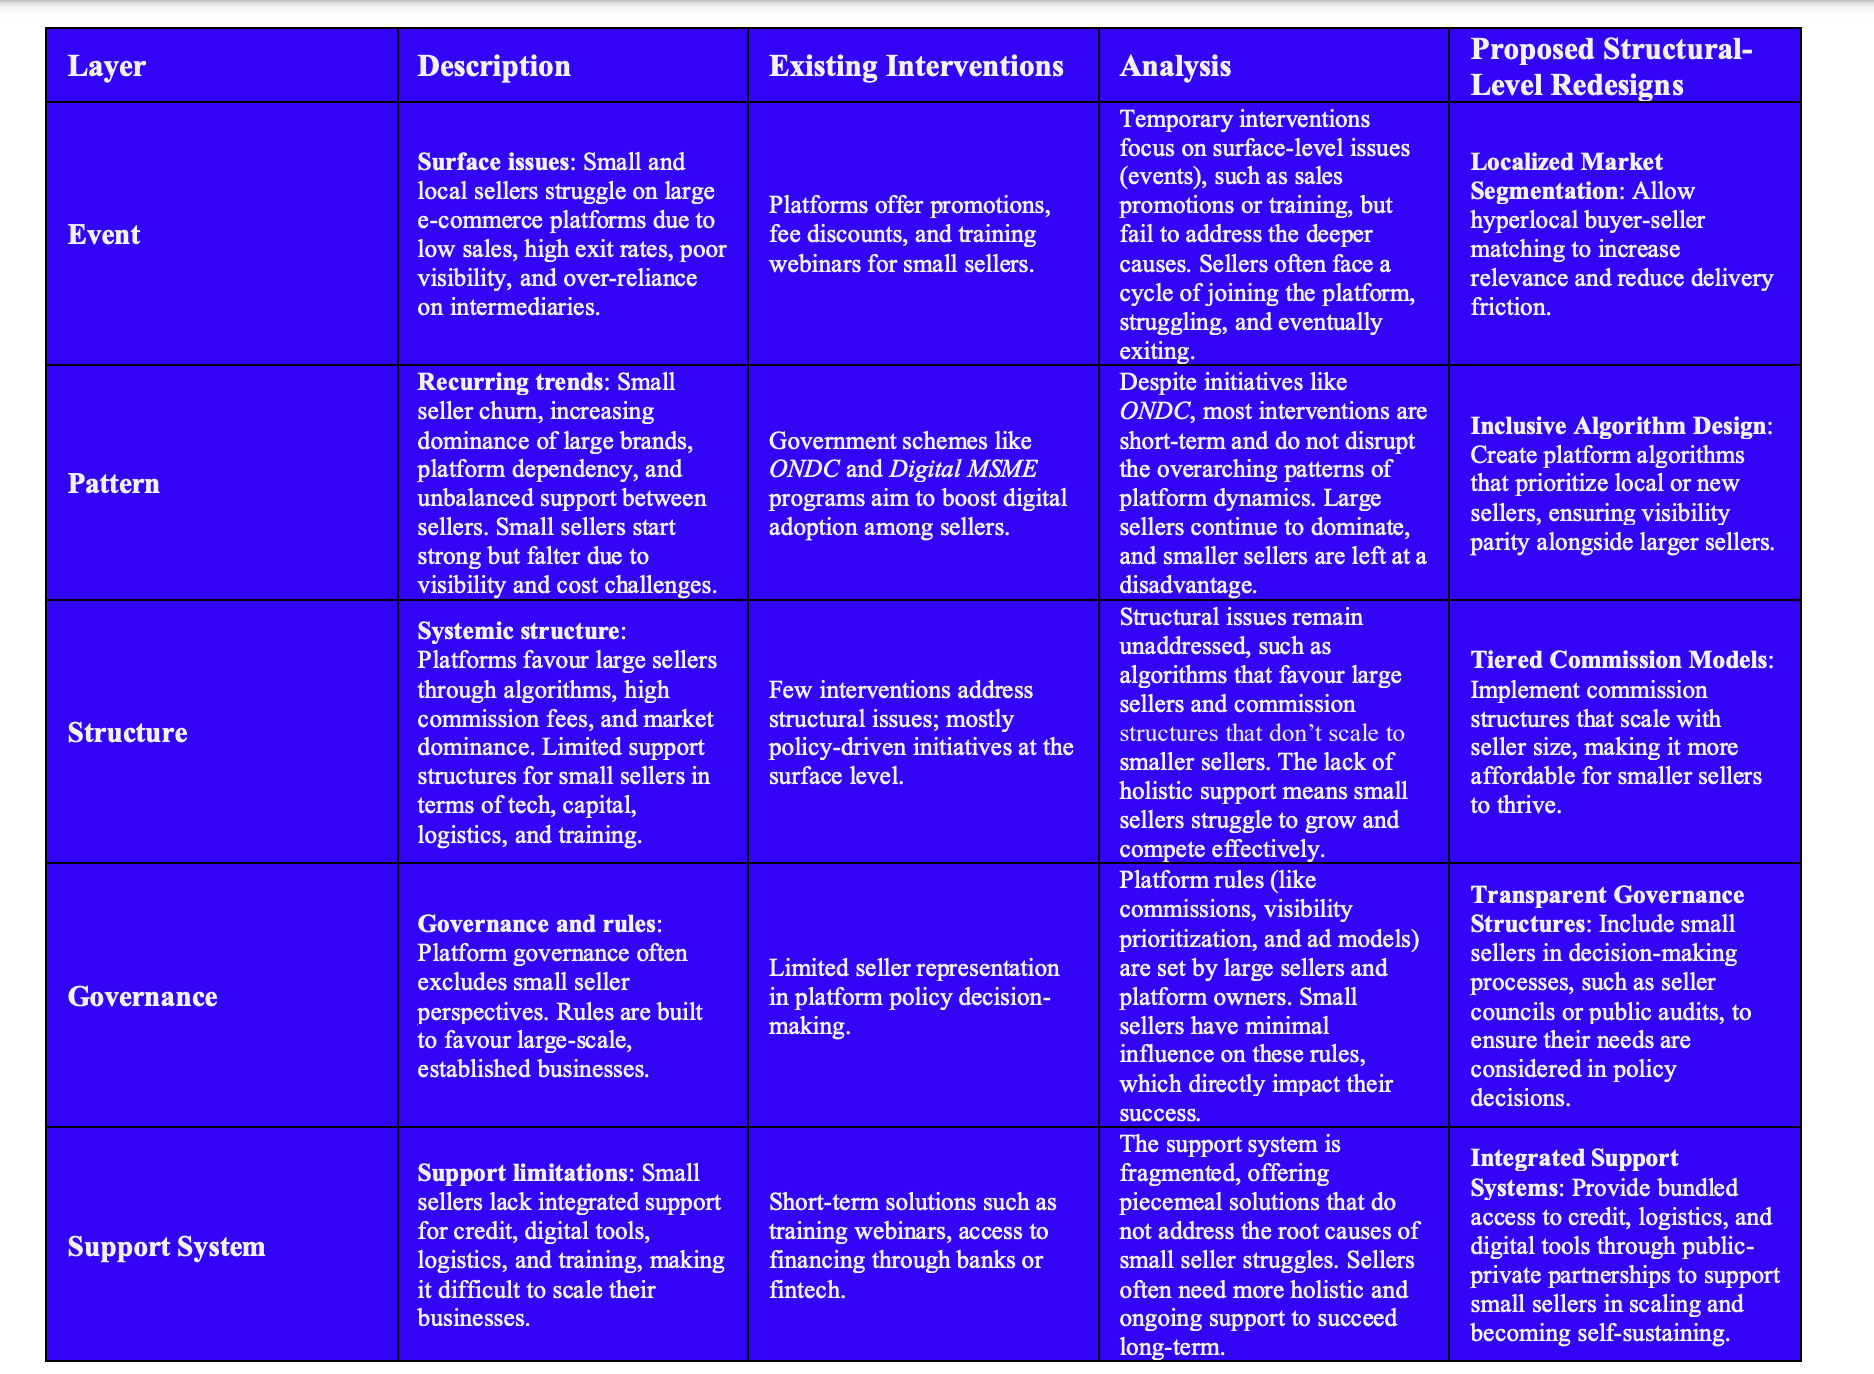 Layer
Description
Existing Interventions
Analysis
Proposed Structural-
Level Redesigns
Event
Surface issues: Small and
local sellers struggle on large
e-commerce platforms due to
low sales, high exit rates, poor
visibility, and over-reliance
on intermediaries.
Platforms offer promotions,
fee discounts, and training
webinars for small sellers.
Temporary interventions
focus on surface-level issues
(events), such as sales
promotions or training, but
fail to address the deeper
causes. Sellers often face a
cycle of joining the platform,
struggling, and eventually
exiting.
Localized Market
Segmentation: Allow
hyperlocal buyer-seller
matching to increase
relevance and reduce delivery
friction.
Pattern
Recurring trends: Small
seller churn, increasing
dominance of large brands,
platform dependency, and
unbalanced support between
sellers. Small sellers start
strong but falter due to
visibility and cost challenges.
Government schemes like
ONDC and Digital MSME
programs aim to boost digital
adoption among sellers.
Despite initiatives like
ONDC, most interventions are
short-term and do not disrupt
the overarching patterns of
platform dynamics. Large
sellers continue to dominate,
and smaller sellers are left at a
disadvantage.
Inclusive Algorithm Design:
Create platform algorithms
that prioritize local or new
sellers, ensuring visibility
parity alongside larger sellers.
Structure
Systemic structure:
Platforms favour large sellers
through algorithms, high
commission fees, and market
dominance. Limited support
structures for small sellers in
terms of tech, capital,
logistics, and training.
Few interventions address
structural issues; mostly
policy-driven initiatives at the
surface level.
Structural issues remain
unaddressed, such as
algorithms that favour large
sellers and commission
structures that don’t scale to
smaller sellers. The lack of
holistic support means small
sellers struggle to grow and
compete effectively.
Tiered Commission Models:
Implement commission
structures that scale with
seller size, making it more
affordable for smaller sellers
to thrive.
Governance
Governance and rules:
Platform governance often
excludes small seller
perspectives. Rules are built
to favour large-scale,
established businesses.
Limited seller representation
in platform policy decision-
making.
Platform rules (like
commissions, visibility
prioritization, and ad models)
are set by large sellers and
platform owners. Small
sellers have minimal
influence on these rules,
which directly impact their
success.
Transparent Governance
Structures: Include small
sellers in decision-making
processes, such as seller
councils or public audits, to
ensure their needs are
considered in policy
decisions.
Support System
Support limitations: Small
sellers lack integrated support
for credit, digital tools,
logistics, and training, making
it difficult to scale their
businesses.
Short-term solutions such as
training webinars, access to
financing through banks or
fintech.
The support system is
fragmented, offering
piecemeal solutions that do
not address the root causes of
small seller struggles. Sellers
often need more holistic and
ongoing support to succeed
long-term.
Integrated Support
Systems: Provide bundled
access to credit, logistics, and
digital tools through public-
private partnerships to support
small sellers in scaling and
becoming self-sustaining.